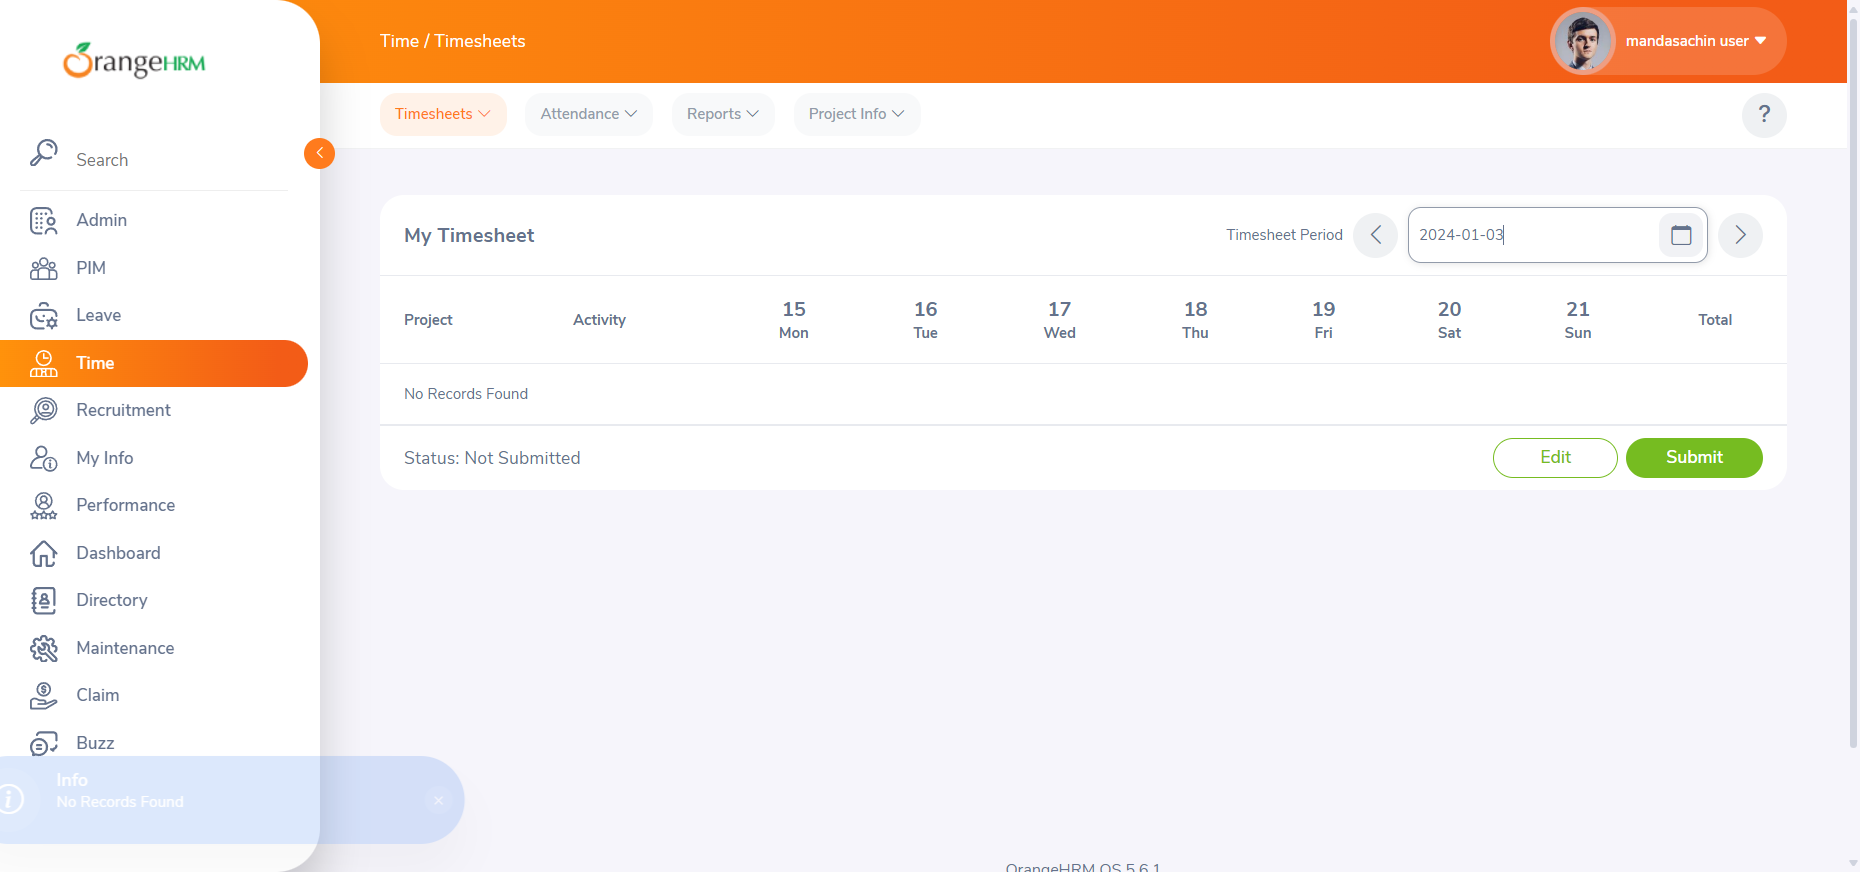 OrangeHRM
Time / Timesheets
mandasachin user
Timesheets
Attendance
Reports
Project Info
?
Search
Admin
PIM
Leave
Time
Recruitment
My Info
Performance
Dashboard
Directory
Maintenance
Claim
Buzz
My Timesheet
Timesheet Period
2024-01-03
Project
Activity
15
Mon
16
Tue
17
Wed
18
Thu
19
Fri
20
Sat
21
Sun
Total
No Records Found
Status: Not Submitted
Edit
Submit
Info
No Records Found
OrangeHRM OS 5.6.1